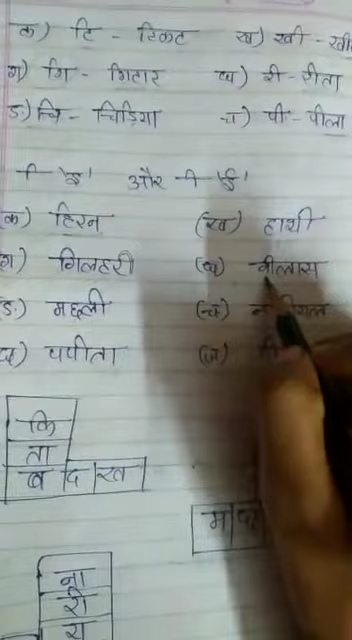 क) टि - टिकट ख) खी - खी
ग) गि - गिटार घ) री - रीता
ङ) चि - चिड़िया च) पी - पीला
ि 'इ' और ी 'ई'
क) हिरन (ख) हाथी
ग) गिलहरी (घ)
ङ) मछली (च)
छ) पपीता (ज)
कि
ता
ब द ख
म
ना
री
य